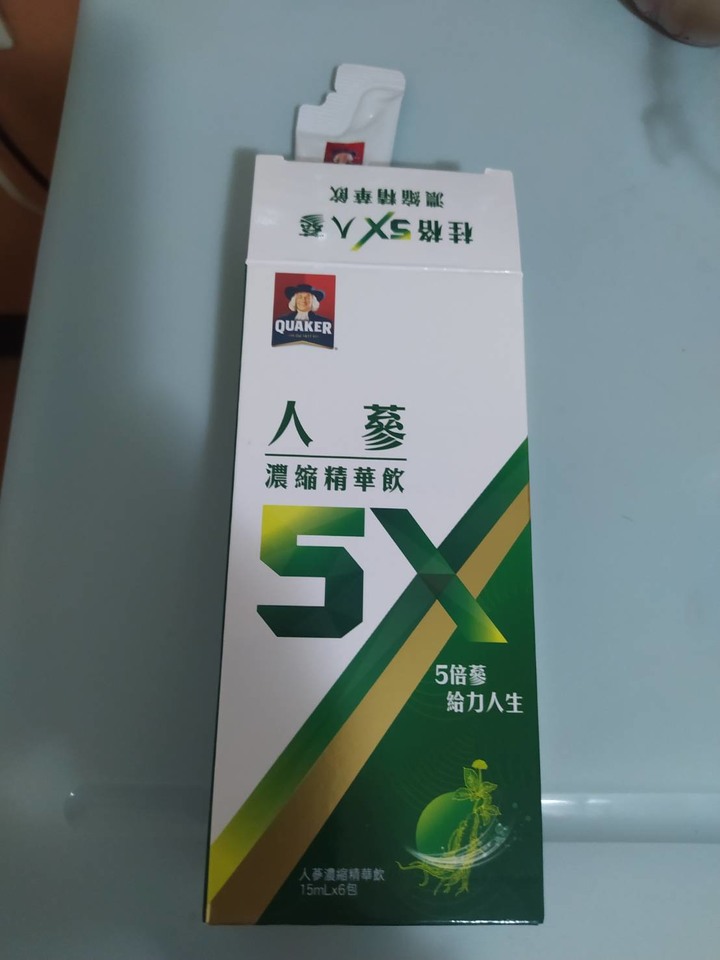 桂格5X人蔘
濃縮精華飲
QUAKER
人蔘
濃縮精華飲
5X
5倍蔘
給力人生
人蔘濃縮精華飲
15mLx6包